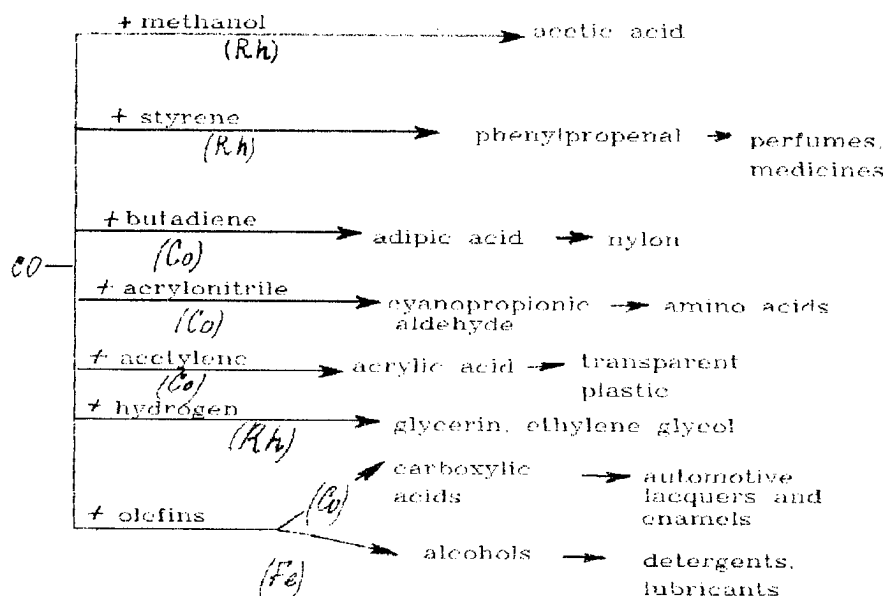 + methanol
(Rh)
acetic acid
+ styrene
(Rh)
phenylpropenal
perfumes,
medicines
+ butadiene
(Co)
adipic acid
nylon
CO
+ acrylonitrile
(Co)
cyanopropionic
aldehyde
amino acids
+ acetylene
(Co)
acrylic acid
transparent
plastic
+ hydrogen
(Rh)
glycerin, ethylene glycol
+ olefins
(Co)
carboxylic
acids
automotive
lacquers and
enamels
(Fe)
alcohols
detergents,
lubricants